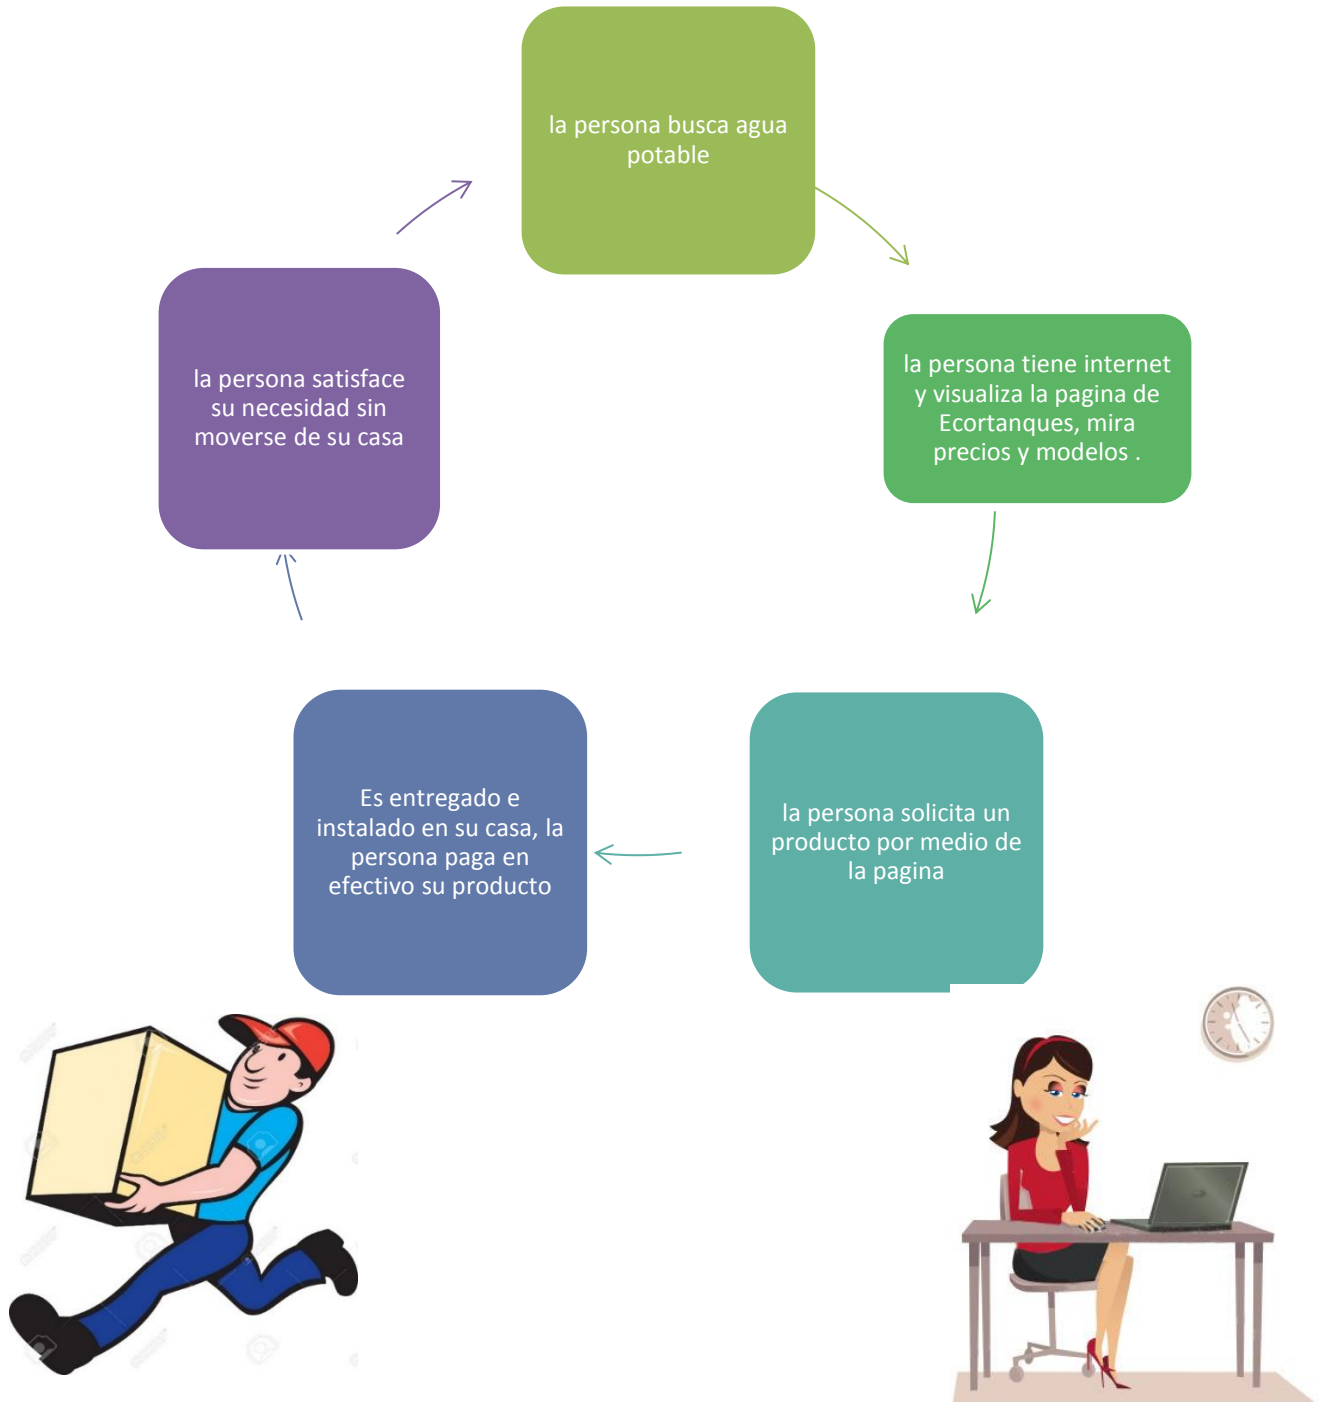 la persona busca agua
potable
la persona tiene internet
y visualiza la pagina de
Ecortanques, mira
precios y modelos .
la persona solicita un
producto por medio de
la pagina
Es entregado e
instalado en su casa, la
persona paga en
efectivo su producto
la persona satisface
su necesidad sin
moverse de su casa